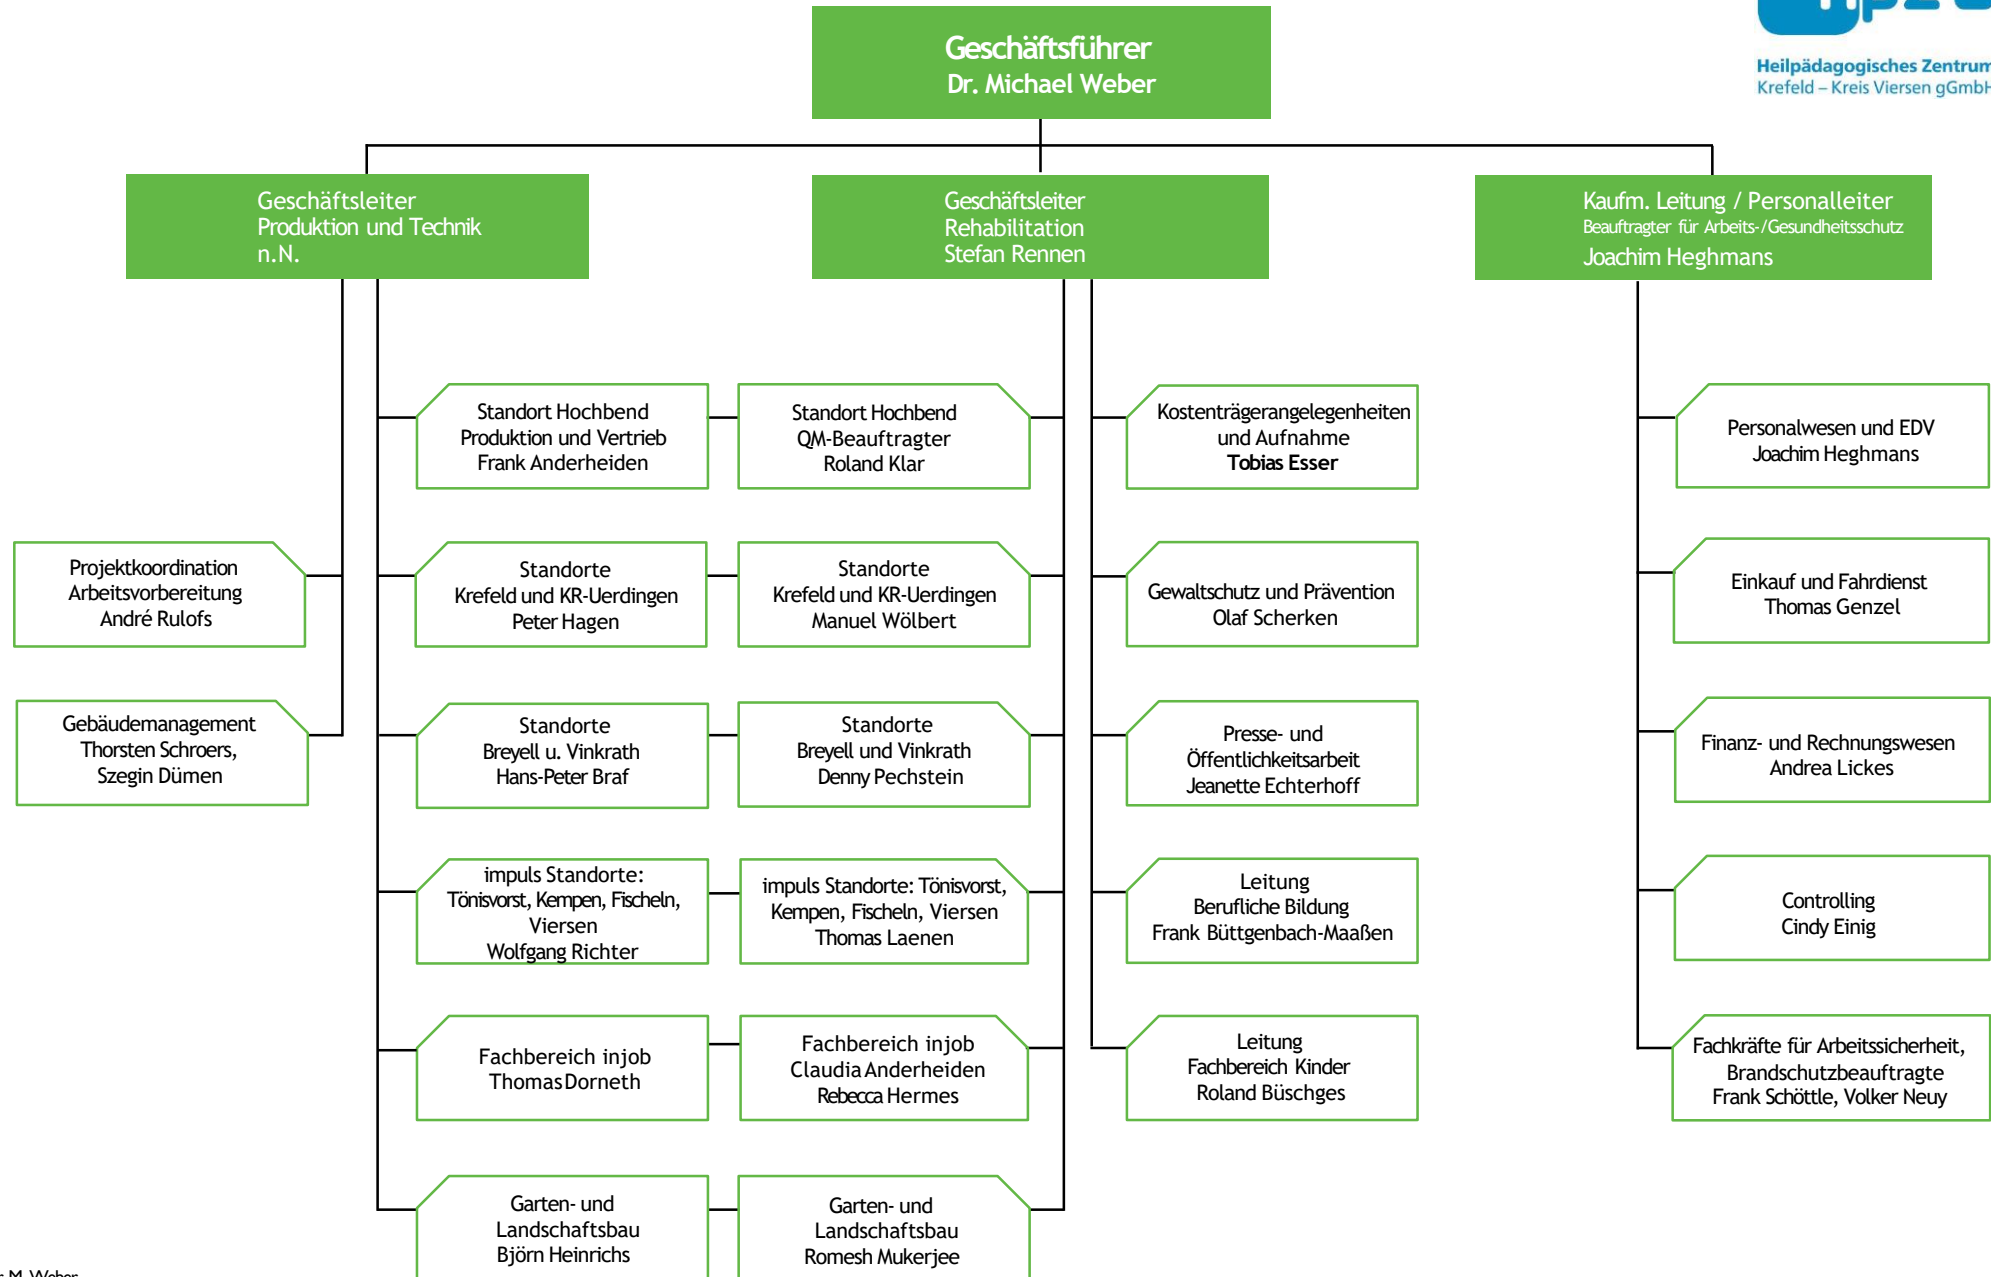 Geschäftsführer
Dr. Michael Weber
Heilpädagogisches Zentrum
Krefeld – Kreis Viersen gGmbH
Geschäftsleiter
Produktion und Technik
n.N.
Geschäftsleiter
Rehabilitation
Stefan Rennen
Kaufm. Leitung / Personalleiter
Beauftragter für Arbeits-/Gesundheitsschutz
Joachim Heghmans
Standort Hochbend
Produktion und Vertrieb
Frank Anderheiden
Standort Hochbend
QM-Beauftragter
Roland Klar
Kostenträgerangelegenheiten
und Aufnahme
Tobias Esser
Personalwesen und EDV
Joachim Heghmans
Projektkoordination
Arbeitsvorbereitung
André Rulofs
Standorte
Krefeld und KR-Uerdingen
Peter Hagen
Standorte
Krefeld und KR-Uerdingen
Manuel Wölbert
Gewaltschutz und Prävention
Olaf Scherken
Einkauf und Fahrdienst
Thomas Genzel
Gebäudemanagement
Thorsten Schroers,
Szegin Dümen
Standorte
Breyell u. Vinkrath
Hans-Peter Braf
Standorte
Breyell und Vinkrath
Denny Pechstein
Presse- und
Öffentlichkeitsarbeit
Jeanette Echterhoff
Finanz- und Rechnungswesen
Andrea Lickes
impuls Standorte:
Tönisvorst, Kempen, Fischeln,
Viersen
Wolfgang Richter
impuls Standorte: Tönisvorst,
Kempen, Fischeln, Viersen
Thomas Laenen
Leitung
Berufliche Bildung
Frank Büttgenbach-Maaßen
Controlling
Cindy Einig
Fachbereich injob
Thomas Dorneth
Fachbereich injob
Claudia Anderheiden
Rebecca Hermes
Leitung
Fachbereich Kinder
Roland Büschges
Fachkräfte für Arbeitssicherheit,
Brandschutzbeauftragte
Frank Schöttle, Volker Neuy
Garten- und
Landschaftsbau
Björn Heinrichs
Garten- und
Landschaftsbau
Romesh Mukerjee
M. Weber